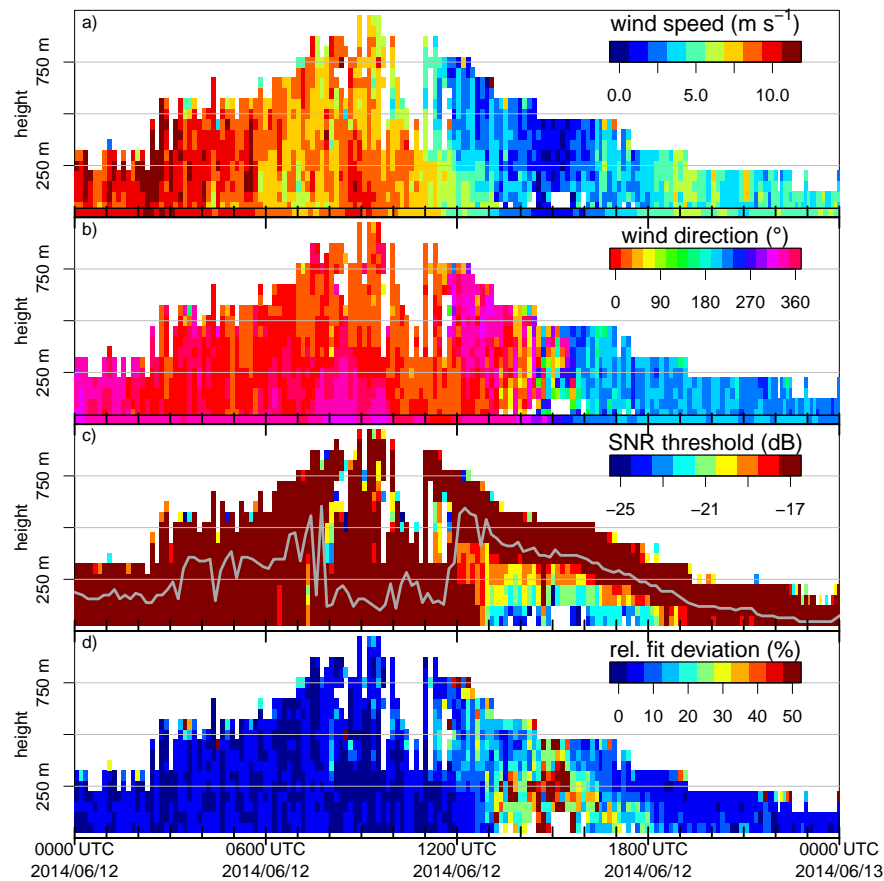 a)
wind speed (m s⁻¹)
0.0 5.0 10.0
750 m
250 m
height
b)
wind direction (°)
0 90 180 270 360
750 m
250 m
height
c)
SNR threshold (dB)
−25 −21 −17
750 m
250 m
height
d)
rel. fit deviation (%)
0 10 20 30 40 50
750 m
250 m
height
0000 UTC 0600 UTC 1200 UTC 1800 UTC 0000 UTC
2014/06/12 2014/06/12 2014/06/12 2014/06/12 2014/06/13